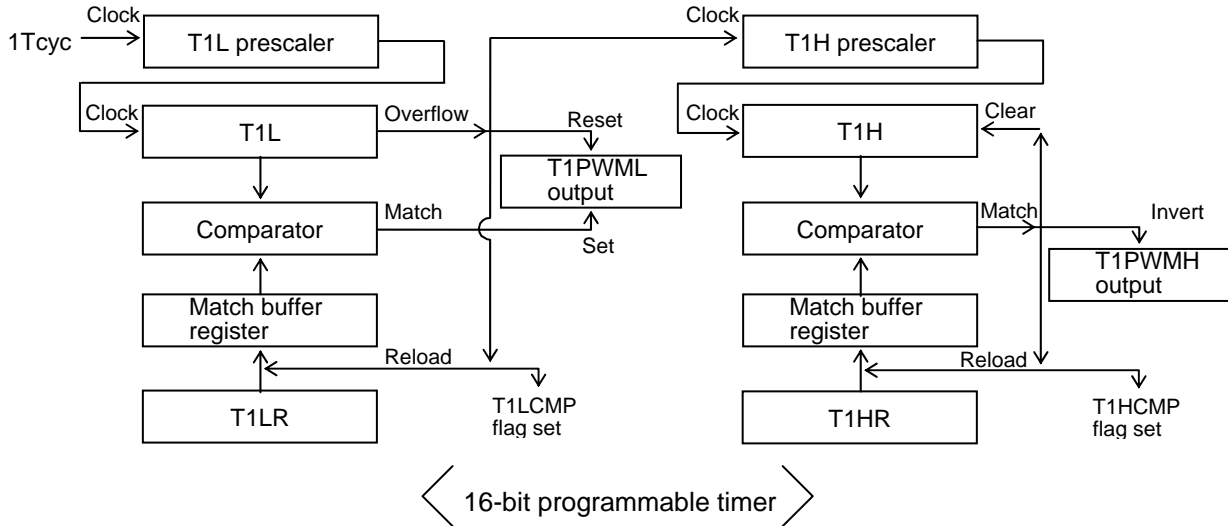 Clock
1Tcyc
T1L prescaler
Clock
T1L
Overflow
Reset
T1PWML
output
Comparator
Match
Set
Match buffer
register
Reload
T1LR
T1LCMP
flag set
Clock
T1H prescaler
Clock
T1H
Clear
Comparator
Match
Invert
T1PWMH
output
Match buffer
register
Reload
T1HR
T1HCMP
flag set
16-bit programmable timer